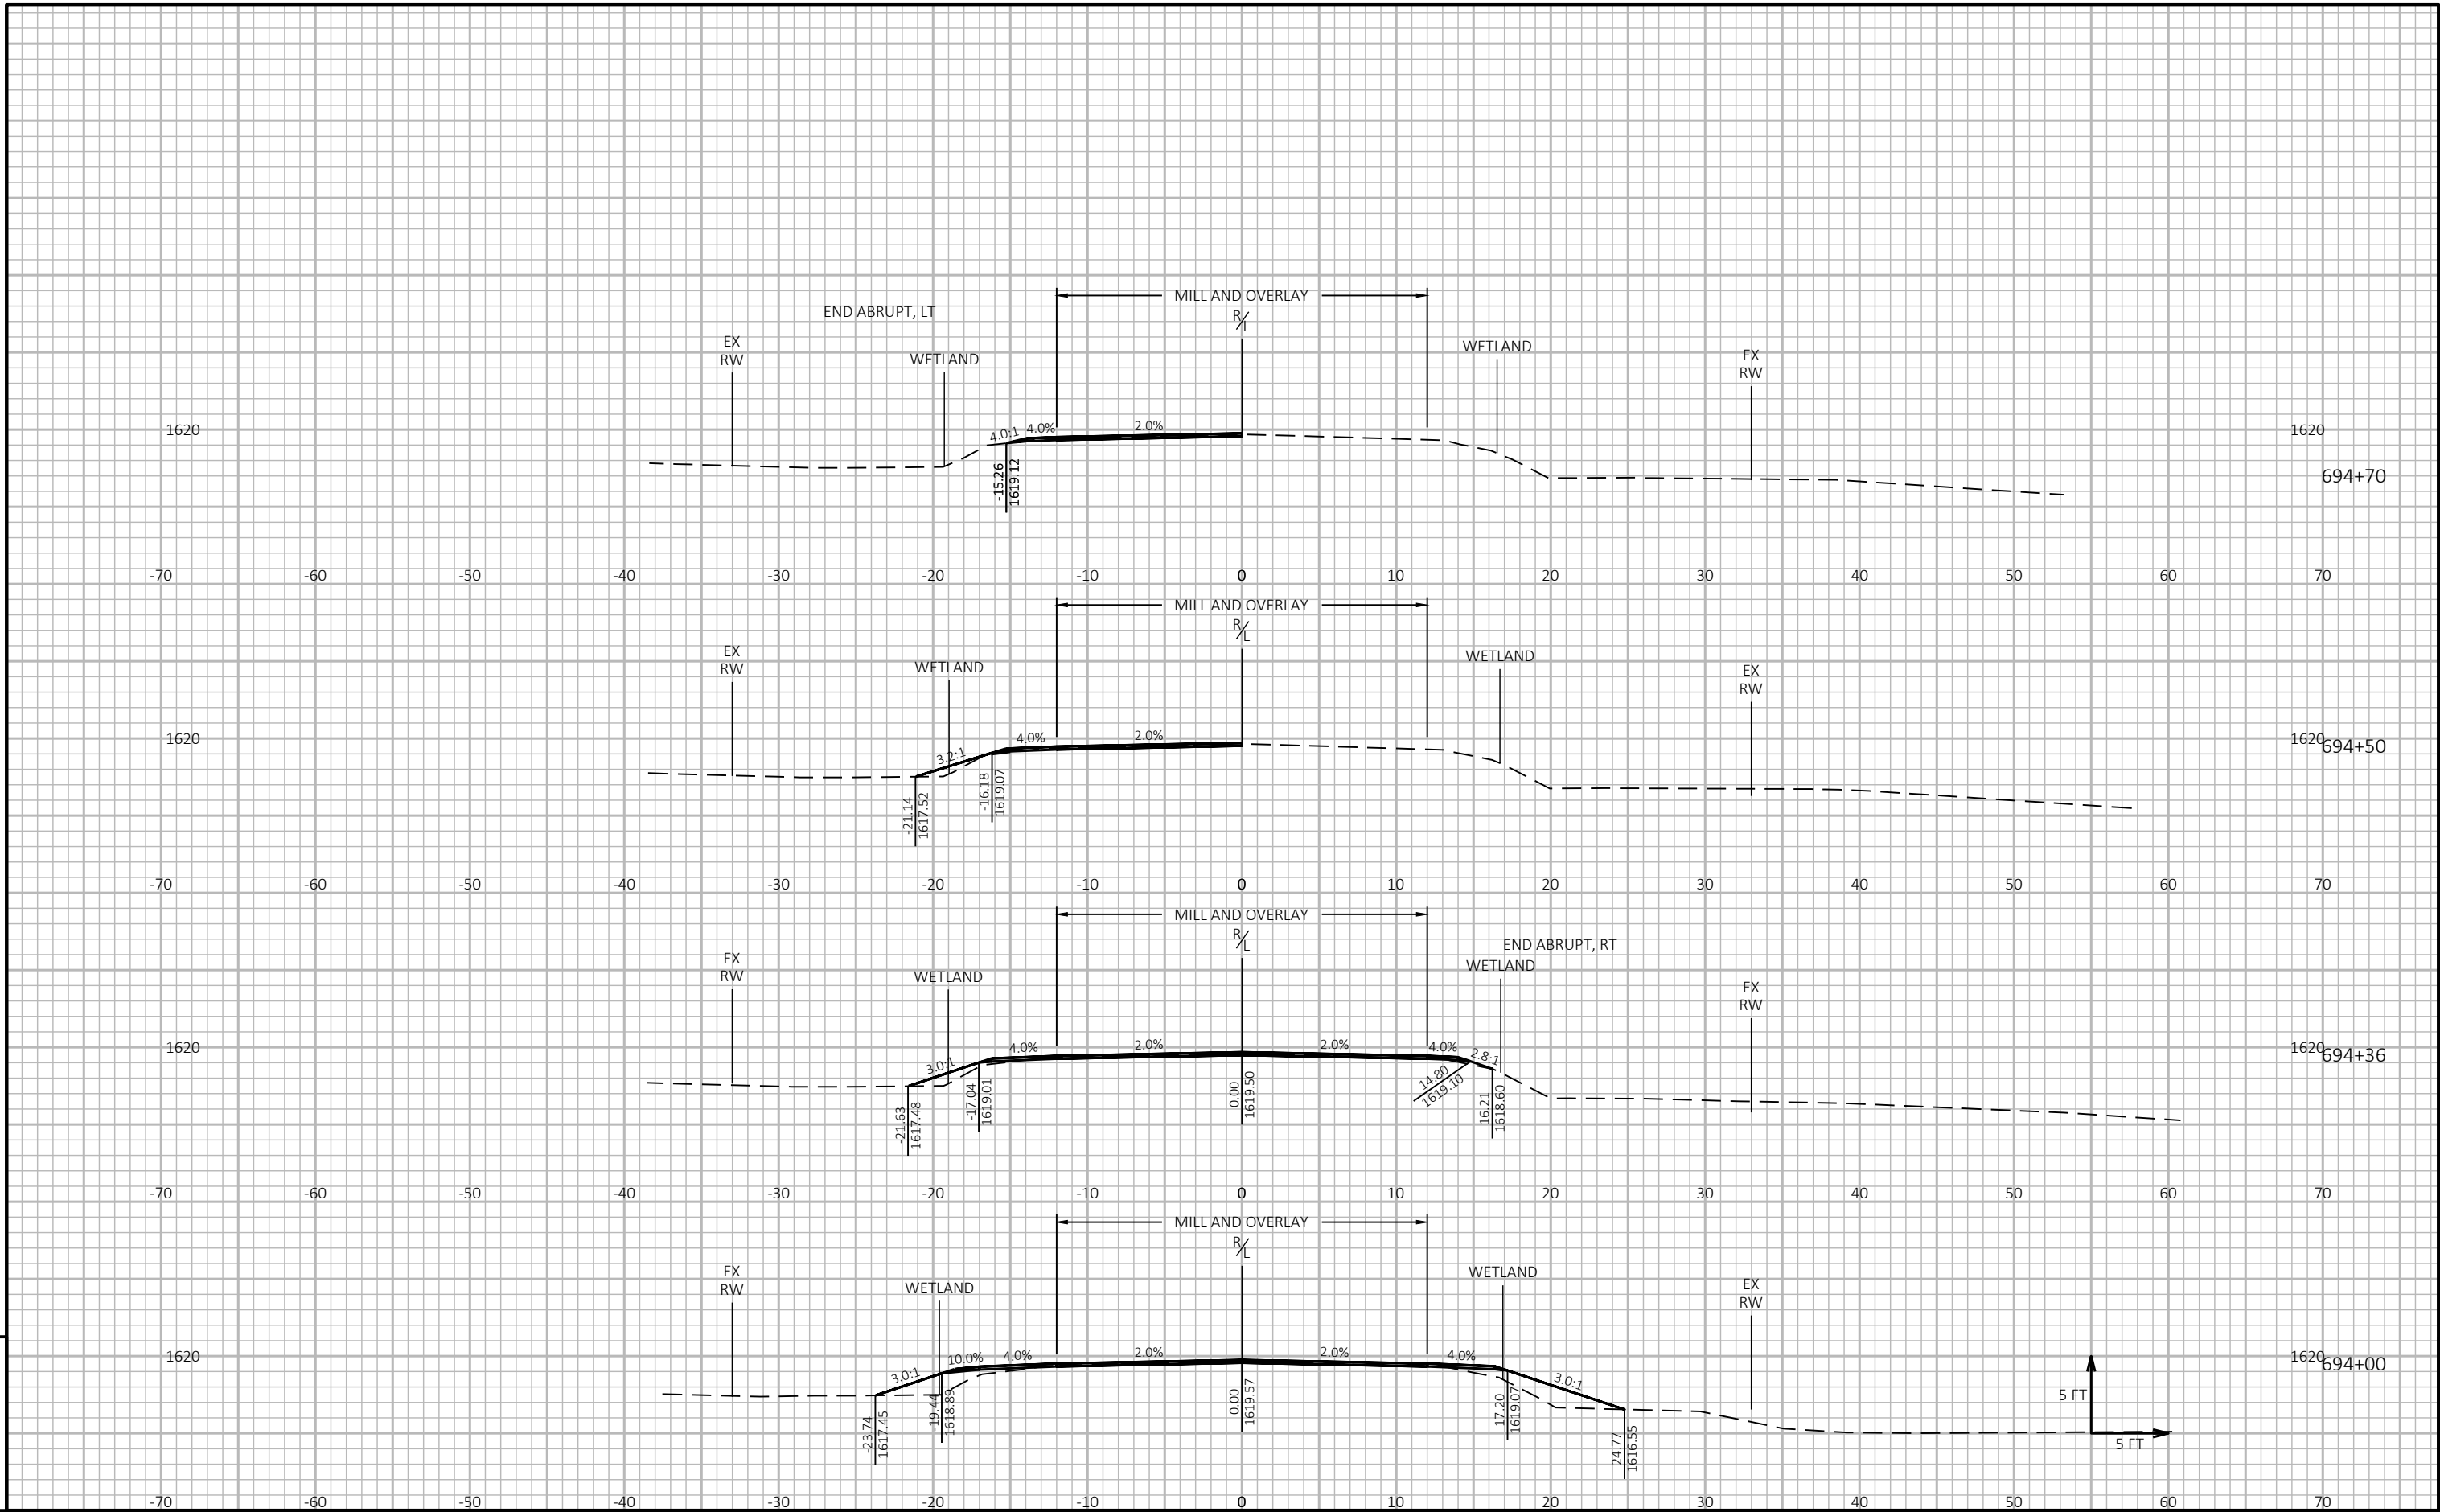 MILL AND OVERLAY
END ABRUPT, LT
R/L
EX
RW
WETLAND
WETLAND
EX
RW
1620
4.0:1
4.0%
2.0%
1620
694+70
-15.26
1619.12
-70 -60 -50 -40 -30 -20 -10 0 10 20 30 40 50 60 70
MILL AND OVERLAY
R/L
EX
RW
WETLAND
WETLAND
EX
RW
1620
3.2:1
4.0%
2.0%
1620
694+50
-21.14
1617.52
-16.18
1619.07
-70 -60 -50 -40 -30 -20 -10 0 10 20 30 40 50 60 70
MILL AND OVERLAY
R/L
END ABRUPT, RT
EX
RW
WETLAND
WETLAND
EX
RW
1620
3.0:1
4.0%
2.0%
2.0%
4.0%
2.8:1
1620
694+36
-21.63
1617.48
-17.04
1619.01
0.00
1619.50
14.80
1619.10
16.21
1618.60
-70 -60 -50 -40 -30 -20 -10 0 10 20 30 40 50 60 70
MILL AND OVERLAY
R/L
EX
RW
WETLAND
WETLAND
EX
RW
1620
3.0:1
10.0%
4.0%
2.0%
2.0%
4.0%
3.0:1
1620
694+00
-23.74
1617.45
-19.44
1618.89
0.00
1619.57
17.20
1619.07
24.77
1616.55
5 FT
5 FT
-70 -60 -50 -40 -30 -20 -10 0 10 20 30 40 50 60 70